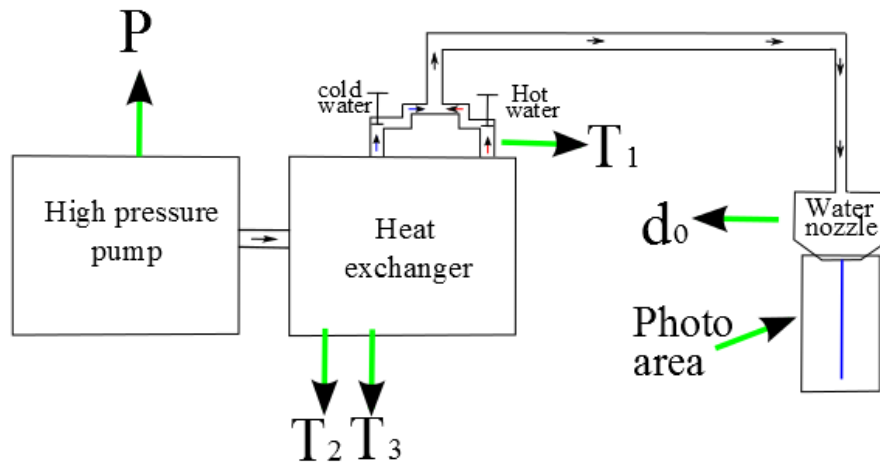 P
cold
water
Hot
water
T1
High pressure
pump
Heat
exchanger
Water
nozzle
d0
Photo
area
T2 T3